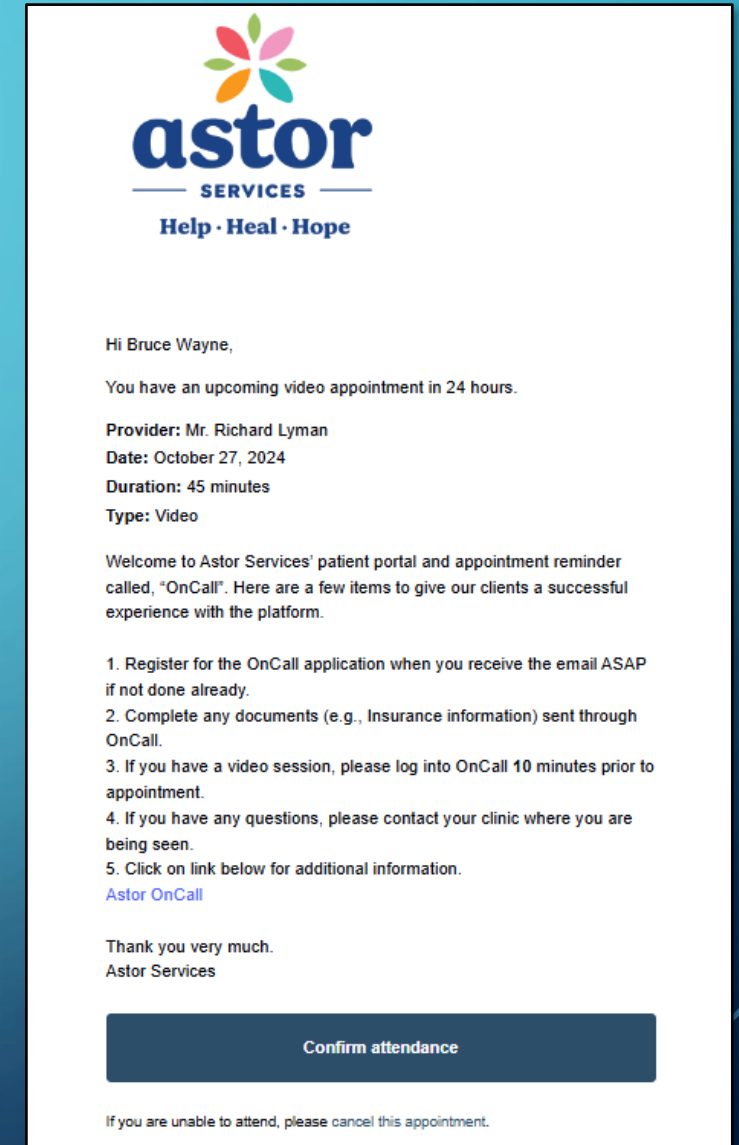 astor
SERVICES
Help · Heal · Hope
Hi Bruce Wayne,
You have an upcoming video appointment in 24 hours.
Provider: Mr. Richard Lyman
Date: October 27, 2024
Duration: 45 minutes
Type: Video
Welcome to Astor Services’ patient portal and appointment reminder
called, “OnCall”. Here are a few items to give our clients a successful
experience with the platform.
1. Register for the OnCall application when you receive the email ASAP
if not done already.
2. Complete any documents (e.g., Insurance information) sent through
OnCall.
3. If you have a video session, please log into OnCall 10 minutes prior to
appointment.
4. If you have any questions, please contact your clinic where you are
being seen.
5. Click on link below for additional information.
Astor OnCall
Thank you very much.
Astor Services
Confirm attendance
If you are unable to attend, please cancel this appointment.